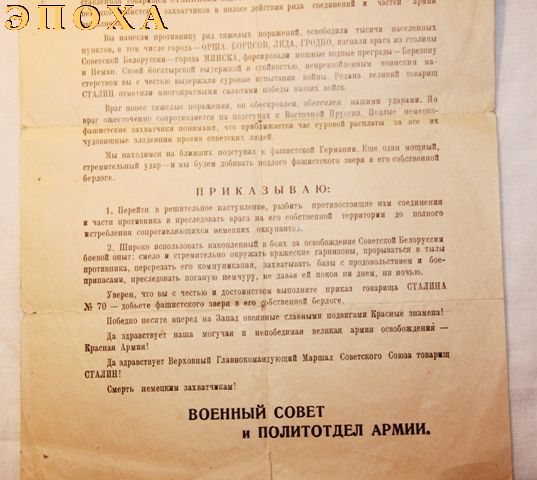 ЭПОХА
захватчиков в полосе действия ряда соединений и частей армии
Вы нанесли противнику ряд тяжелых поражений, освободили тысячи населенных
пунктов, в том числе города — ОРША, БОРИСОВ, ЛИДА, ГРОДНО, изгнали врага из столицы
Советской Белоруссии — города МИНСКА, форсировали мощные водные преграды — Березину
и Неман. Своей богатырской выдержкой и стойкостью, непревзойденным воинским ма-
стерством вы с честью выдержали суровые испытания войны. Родина великий товарищ
СТАЛИН отметили многократными салютами победы наших войск.
Враг понес тяжелые поражения, он обескровлен, обессилен нашими ударами. Но
враг ожесточенно сопротивляется на подступах к Восточной Пруссии. Подлые немецко-
фашистские захватчики понимают, что приближается час суровой расплаты за все их
чудовищные злодеяния против советских людей.
Мы находимся на ближних подступах к фашистской Германии. Еще один мощный,
стремительный удар — и мы будем добивать подлого фашистского зверя в его собственной
берлоге.
ПРИКАЗЫВАЮ:
1. Перейти в решительное наступление, разбить противостоящие нам соединения
и части противника и преследовать врага на его собственной территории до полного
истребления сопротивляющихся немецких оккупантов.
2. Широко использовать накопленный в боях за освобождение Советской Белоруссии
боевой опыт: смело и стремительно окружать вражеские гарнизоны, прорываться в тылы
противника, перерезать его коммуникации, захватывать базы с продовольствием и бое-
припасами, преследовать поганую немчуру, не давая ей покоя ни днем, ни ночью.
Уверен, что вы с честью и достоинством выполните приказ товарища СТАЛИНА
№ 70 — добьете фашистского зверя в его собственной берлоге.
Победно несите вперед на Запад овеянные славными подвигами Красные знамена!
Да здравствует наша могучая и непобедимая великая армия освобождения —
Красная Армия!
Да здравствует Верховный Главнокомандующий Маршал Советского Союза товарищ
СТАЛИН!
Смерть немецким захватчикам!
ВОЕННЫЙ СОВЕТ
и ПОЛИТОТДЕЛ АРМИИ.